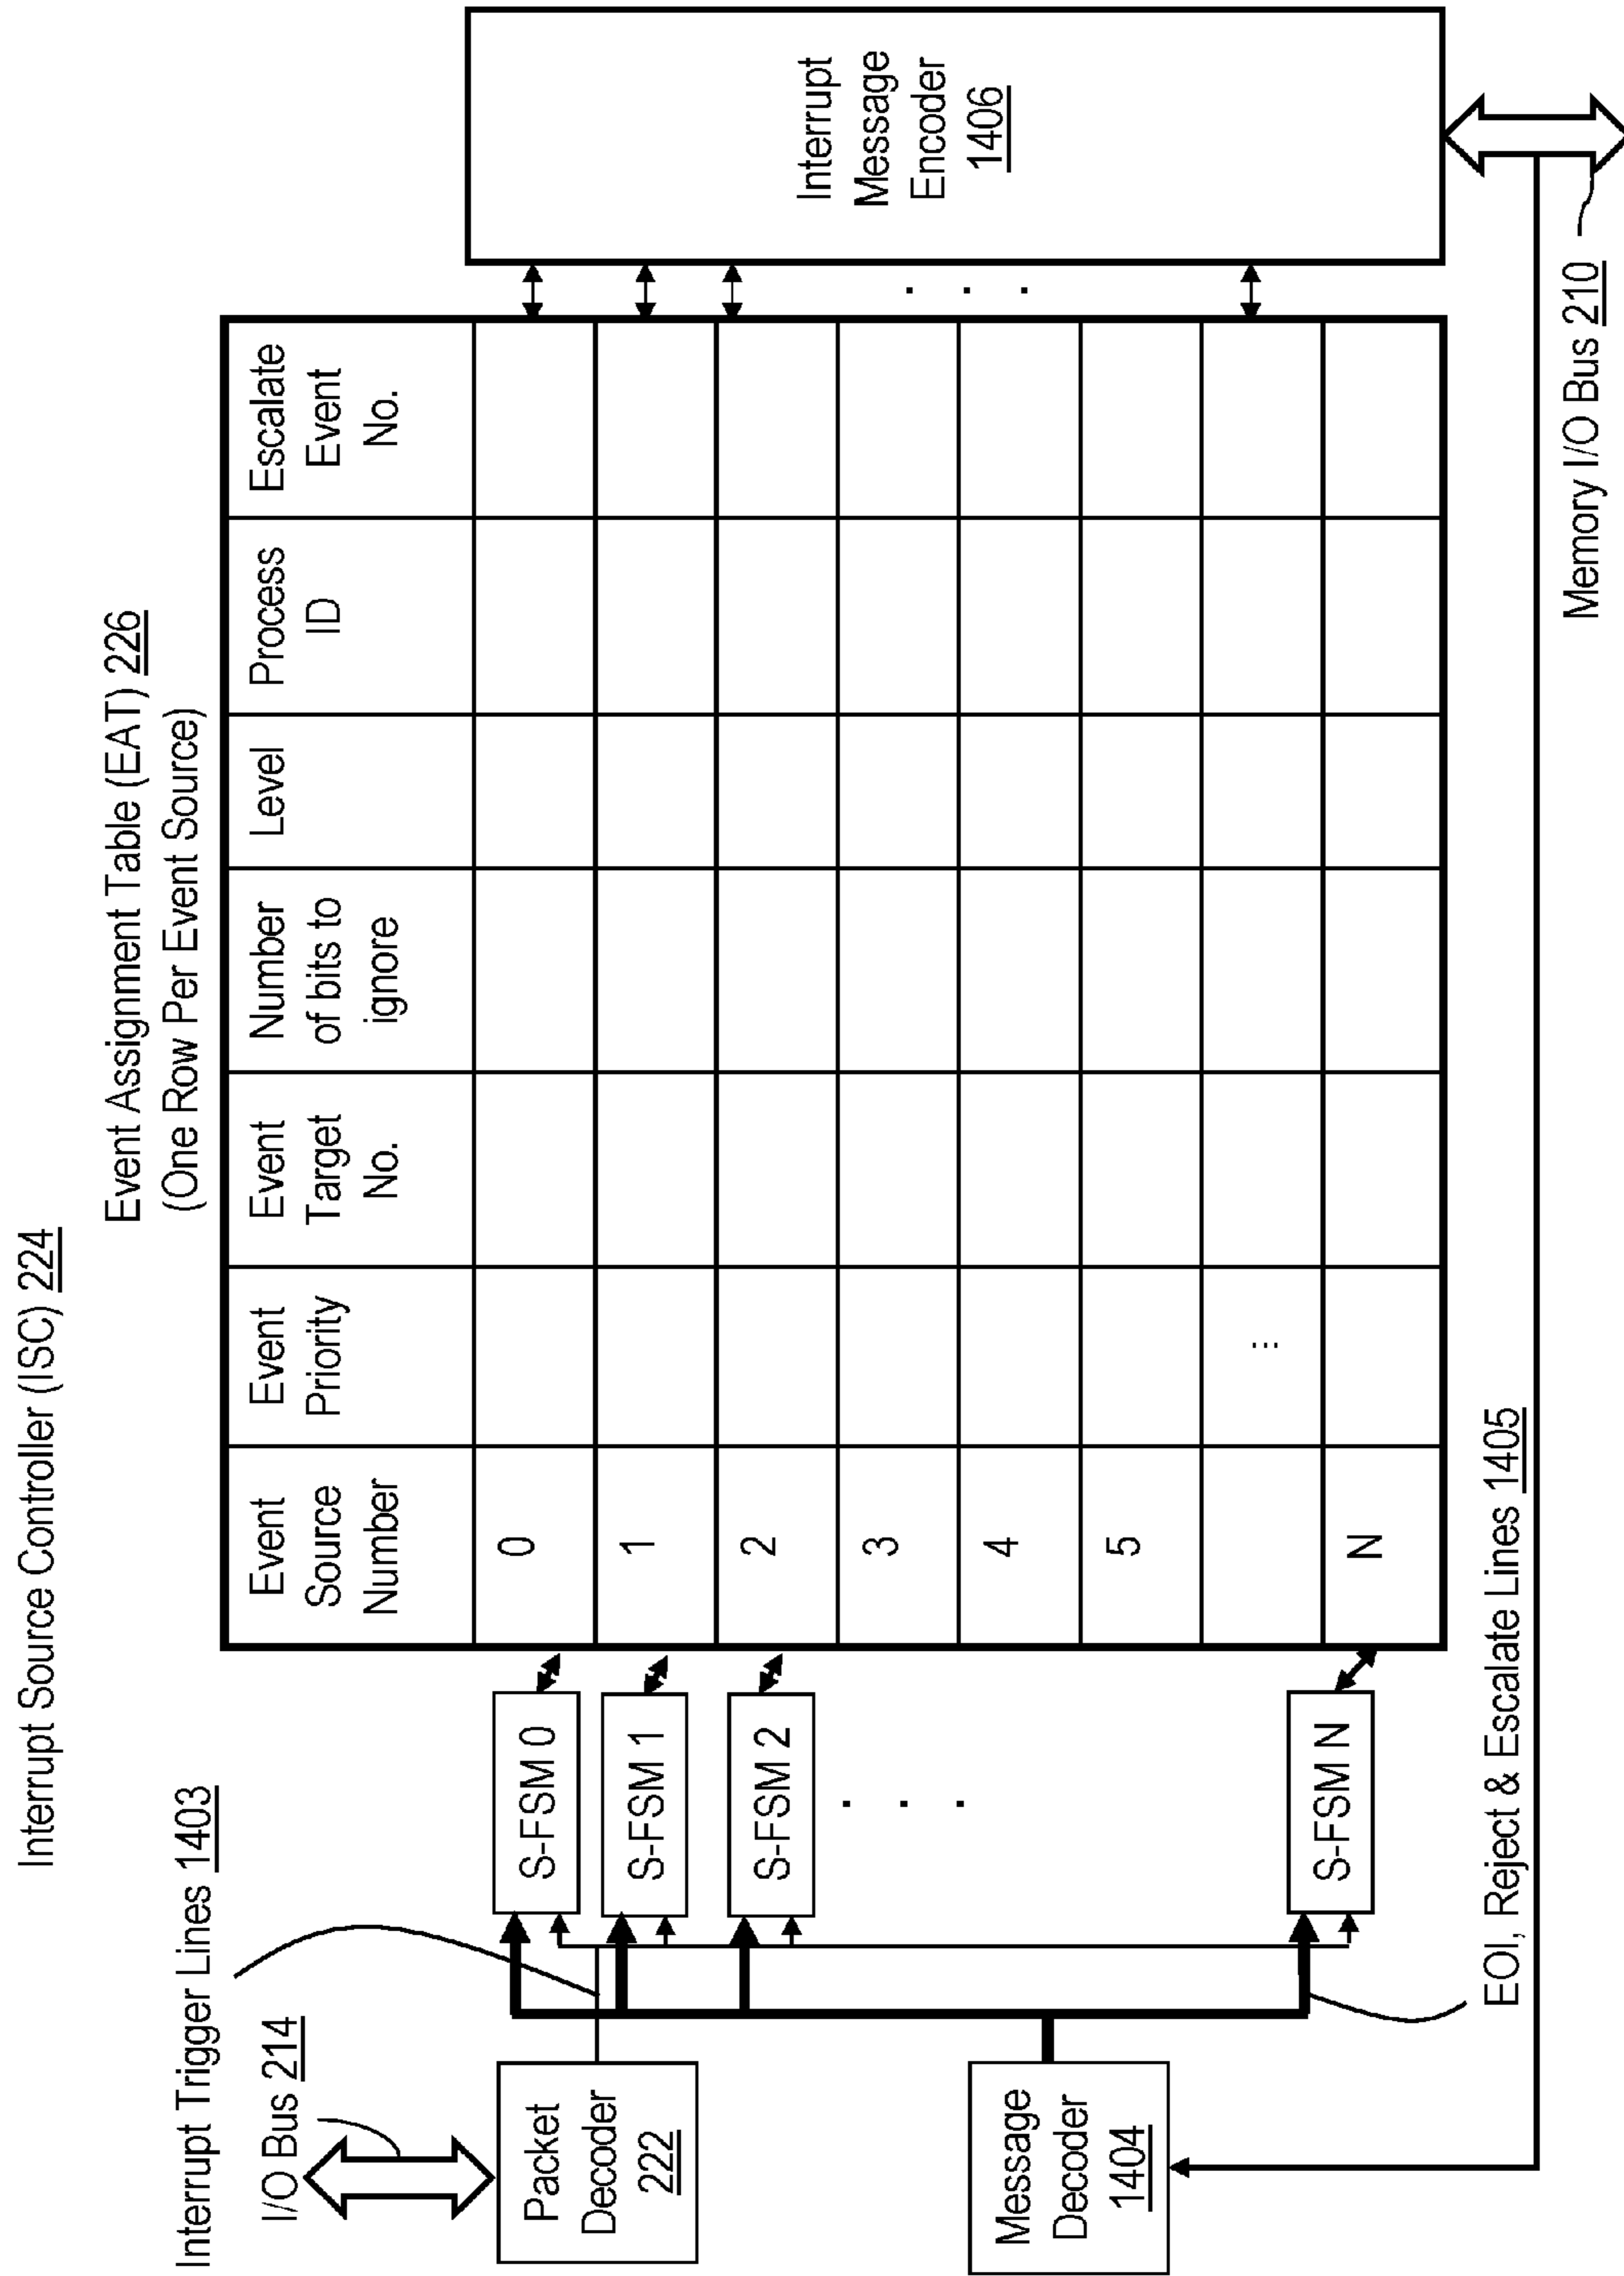 Interrupt Source Controller (ISC) 224
Event Assignment Table (EAT) 226
(One Row Per Event Source)
Interrupt Trigger Lines 1403
I/O Bus 214
Packet
Decoder
222
Message
Decoder
1404
S-FSM 0
S-FSM 1
S-FSM 2
. . .
S-FSM N
Event
Source
Number
Event
Priority
Event
Target
No.
Number
of bits to
ignore
Level
Process
ID
Escalate
Event
No.
0
1
2
3
4
5
...
N
. . .
Interrupt
Message
Encoder
1406
EOI, Reject & Escalate Lines 1405
Memory I/O Bus 210